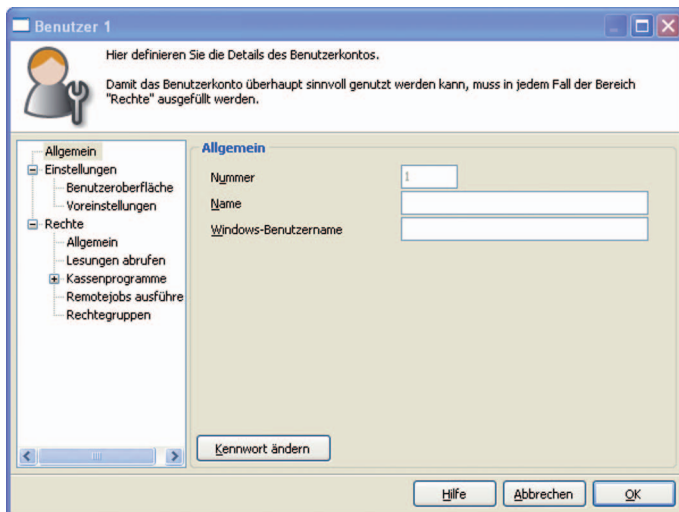 Benutzer 1
Hier definieren Sie die Details des Benutzerkontos.
Damit das Benutzerkonto überhaupt sinnvoll genutzt werden kann, muss in jedem Fall der Bereich
"Rechte" ausgefüllt werden.
Allgemein
Einstellungen
Benutzeroberfläche
Voreinstellungen
Rechte
Allgemein
Lesungen abrufen
Kassenprogramme
Remotejobs ausführe
Rechtegruppen
Allgemein
Nummer
1
Name
Windows-Benutzername
Kennwort ändern
Hilfe
Abbrechen
OK